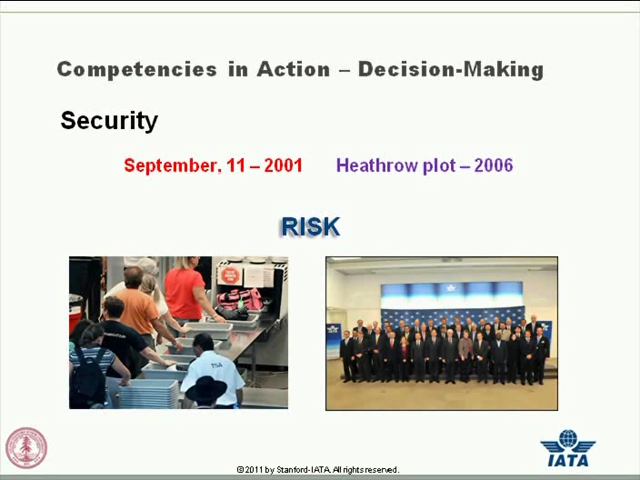 Competencies in Action – Decision-Making
Security
September, 11 – 2001 Heathrow plot – 2006
RISK
TSA
© 2011 by Stanford-IATA. All rights reserved.
IATA